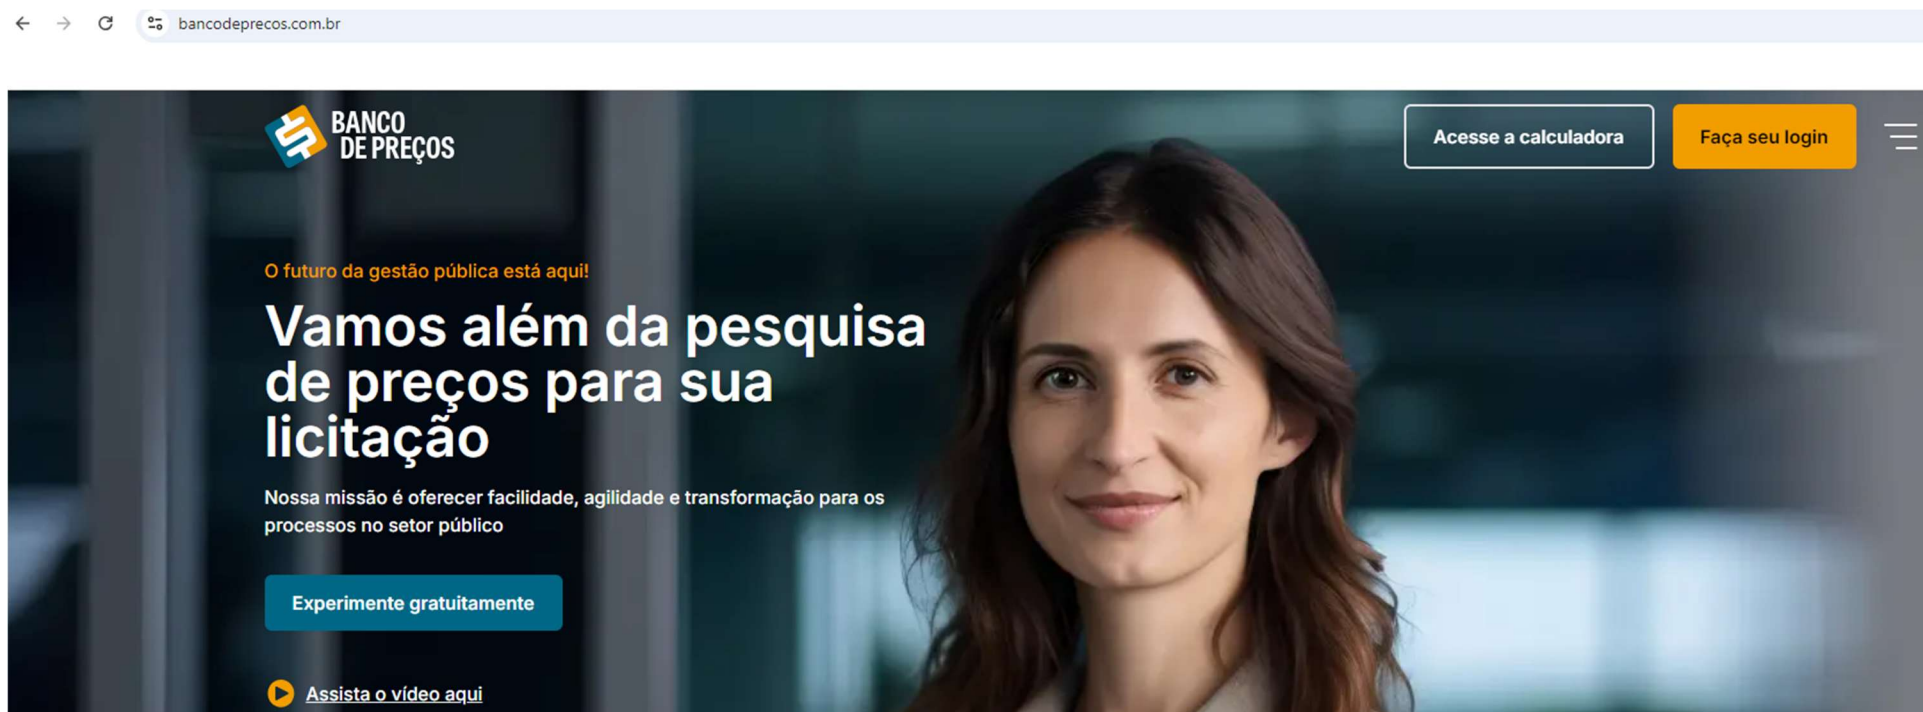 bancodeprecos.com.br
BANCO
DE PREÇOS
Acesse a calculadora
Faça seu login
O futuro da gestão pública está aqui!
Vamos além da pesquisa
de preços para sua
licitação
Nossa missão é oferecer facilidade, agilidade e transformação para os
processos no setor público
Experimente gratuitamente
Assista o vídeo aqui